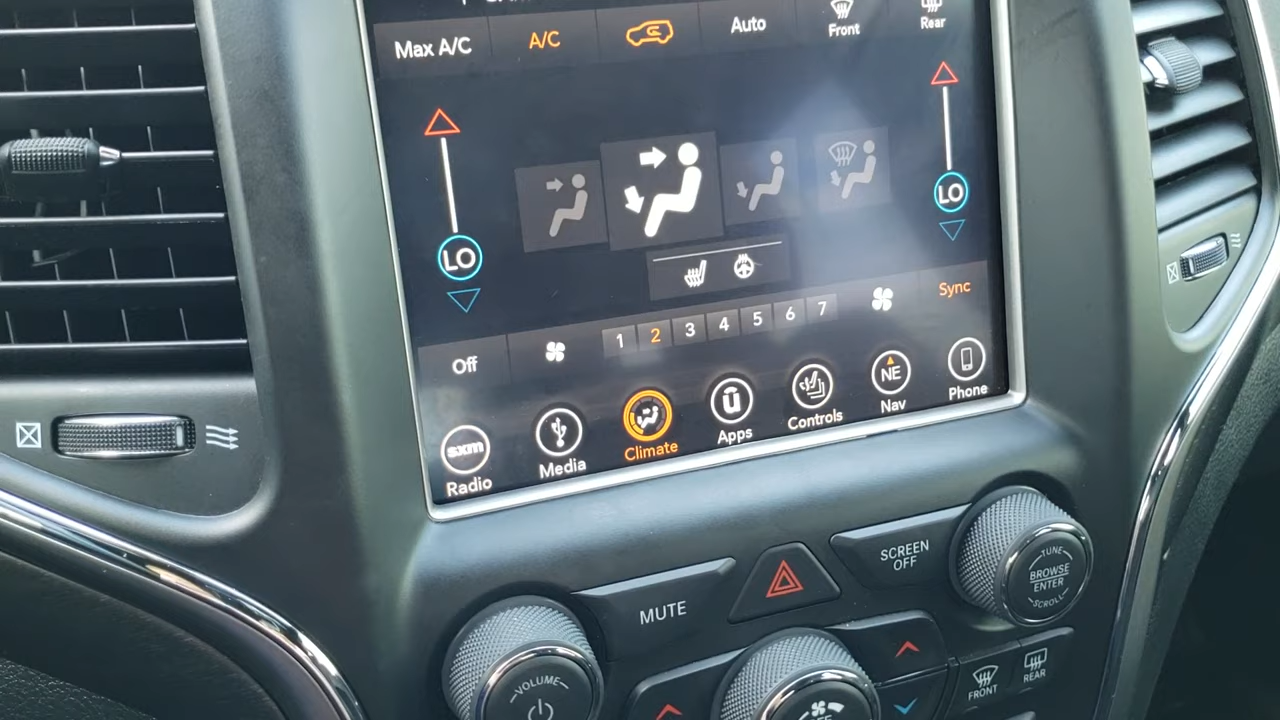 Max A/C
A/C
Auto
Front
Rear
LO
LO
Off
1 2 3 4 5 6 7
Sync
sxm
Radio
Media
Climate
Apps
Controls
NE
Nav
Phone
MUTE
SCREEN
OFF
TUNE
BROWSE
ENTER
SCROLL
VOLUME
FRONT
REAR